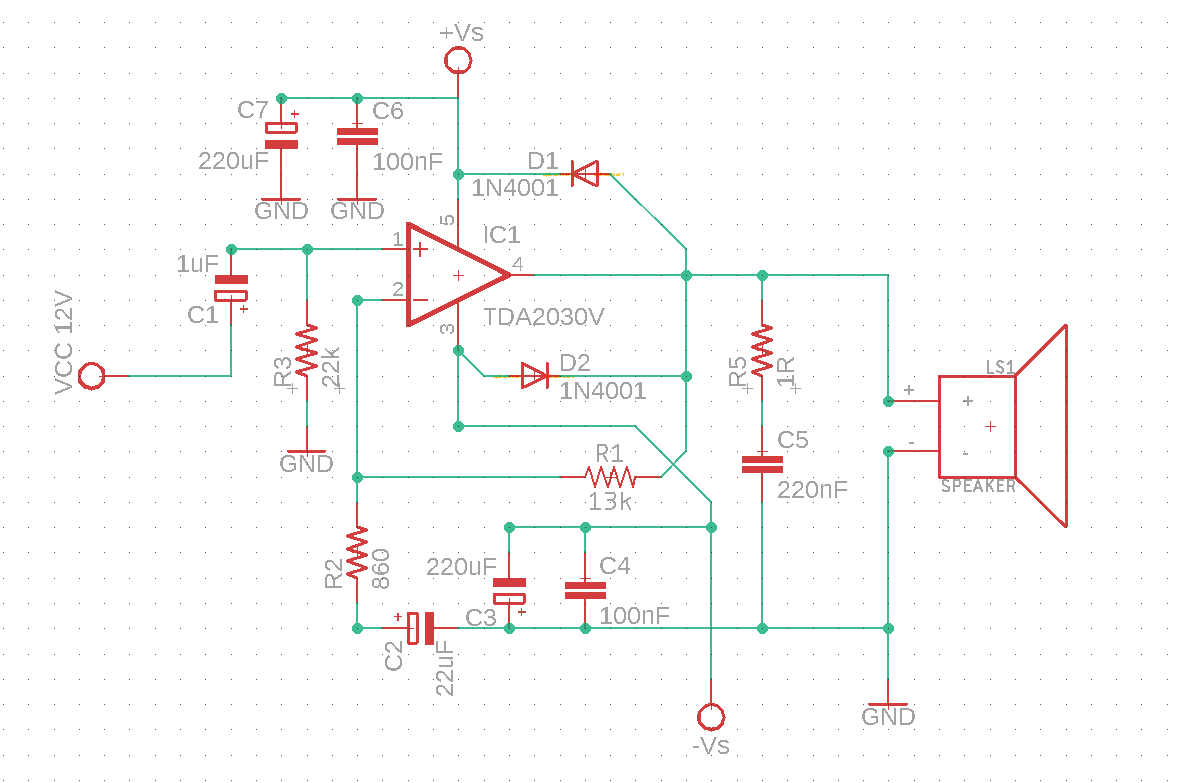 +Vs
C7
+
C6
220uF
100nF
D1
1N4001
GND
GND
5
IC1
1
+
4
1uF
C1
+
2
3
TDA2030V
VCC 12V
R3
22k
D2
1N4001
R5
1R
LS1
+
+
-
-
SPEAKER
GND
R1
13k
C5
220nF
R2
860
220uF
C3
+
C4
100nF
+
C2
22uF
GND
-Vs